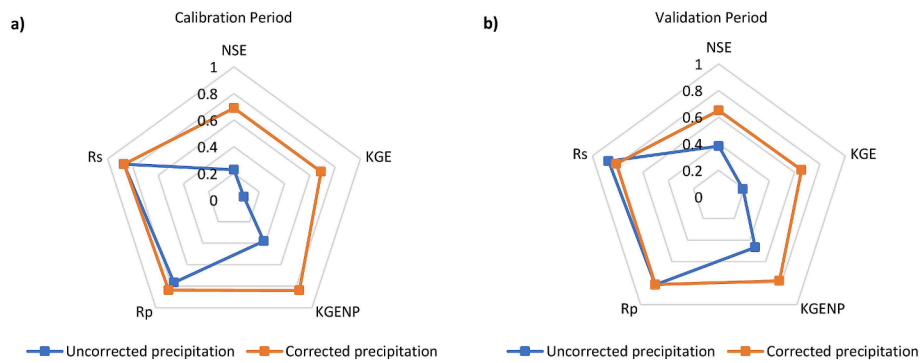 a)
Calibration Period
NSE
1
0.8
0.6
0.4
0.2
0
KGE
KGENP
Rp
Rs
Uncorrected precipitation
Corrected precipitation
b)
Validation Period
NSE
1
0.8
0.6
0.4
0.2
0
KGE
KGENP
Rp
Rs
Uncorrected precipitation
Corrected precipitation